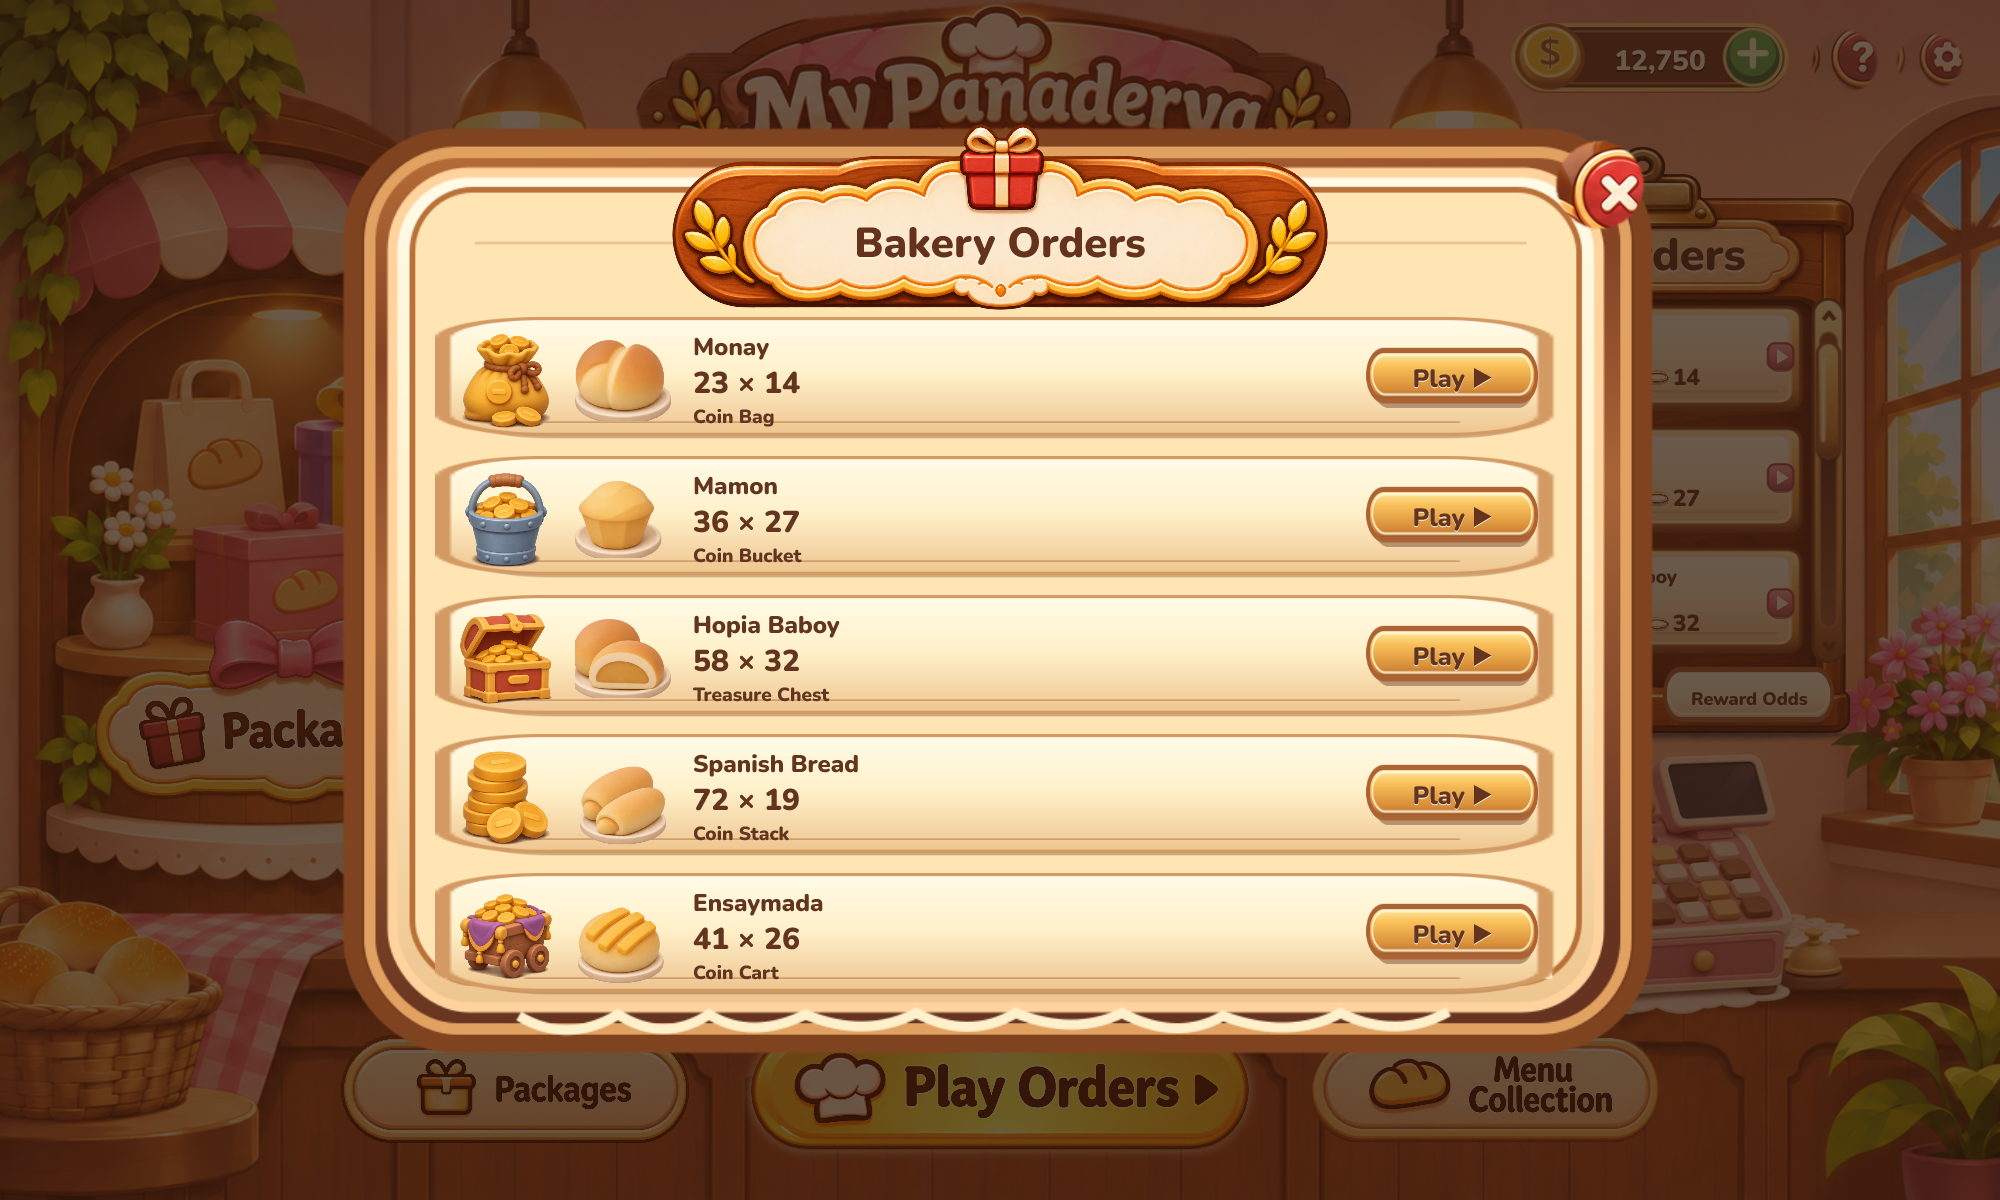 My Panaderya
$ 12,750 + ?
Bakery Orders
Monay
23 × 14
Coin Bag
Play ▶
Mamon
36 × 27
Coin Bucket
Play ▶
Hopia Baboy
58 × 32
Treasure Chest
Play ▶
Spanish Bread
72 × 19
Coin Stack
Play ▶
Ensaymada
41 × 26
Coin Cart
Play ▶
ders
14
27
boy
32
Reward Odds
Packa
Packages
Play Orders ▶
Menu
Collection